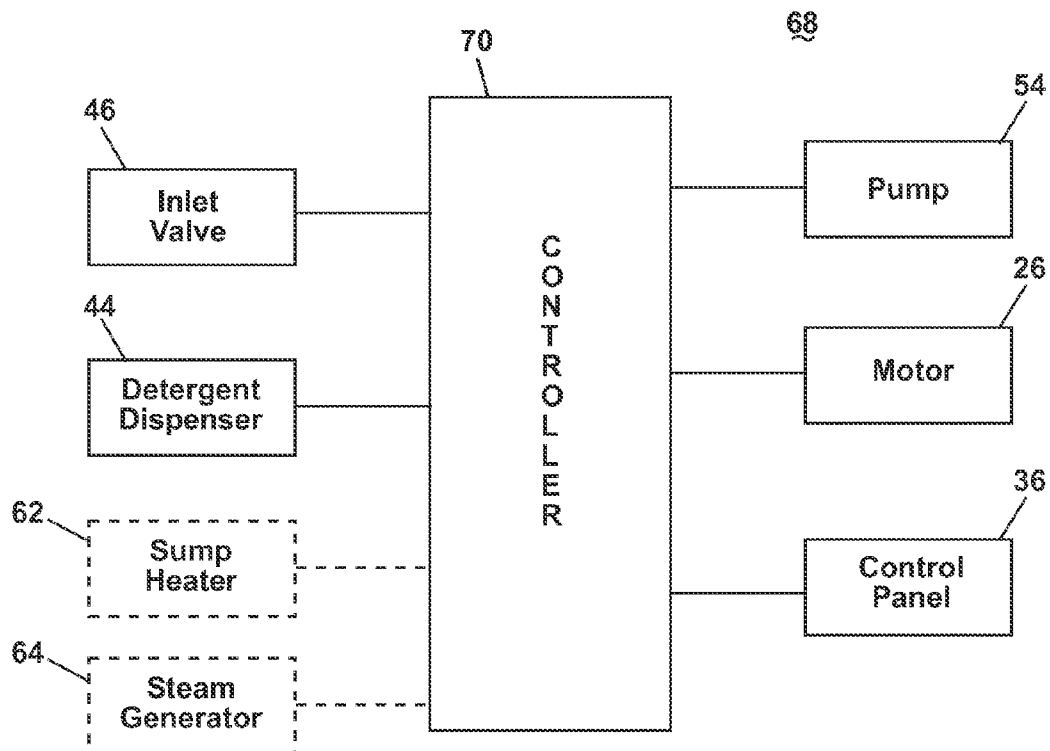 68
70
46
54
Inlet
Valve
Pump
CONTROLLER
44
26
Detergent
Dispenser
Motor
62
36
Sump
Heater
Control
Panel
64
Steam
Generator